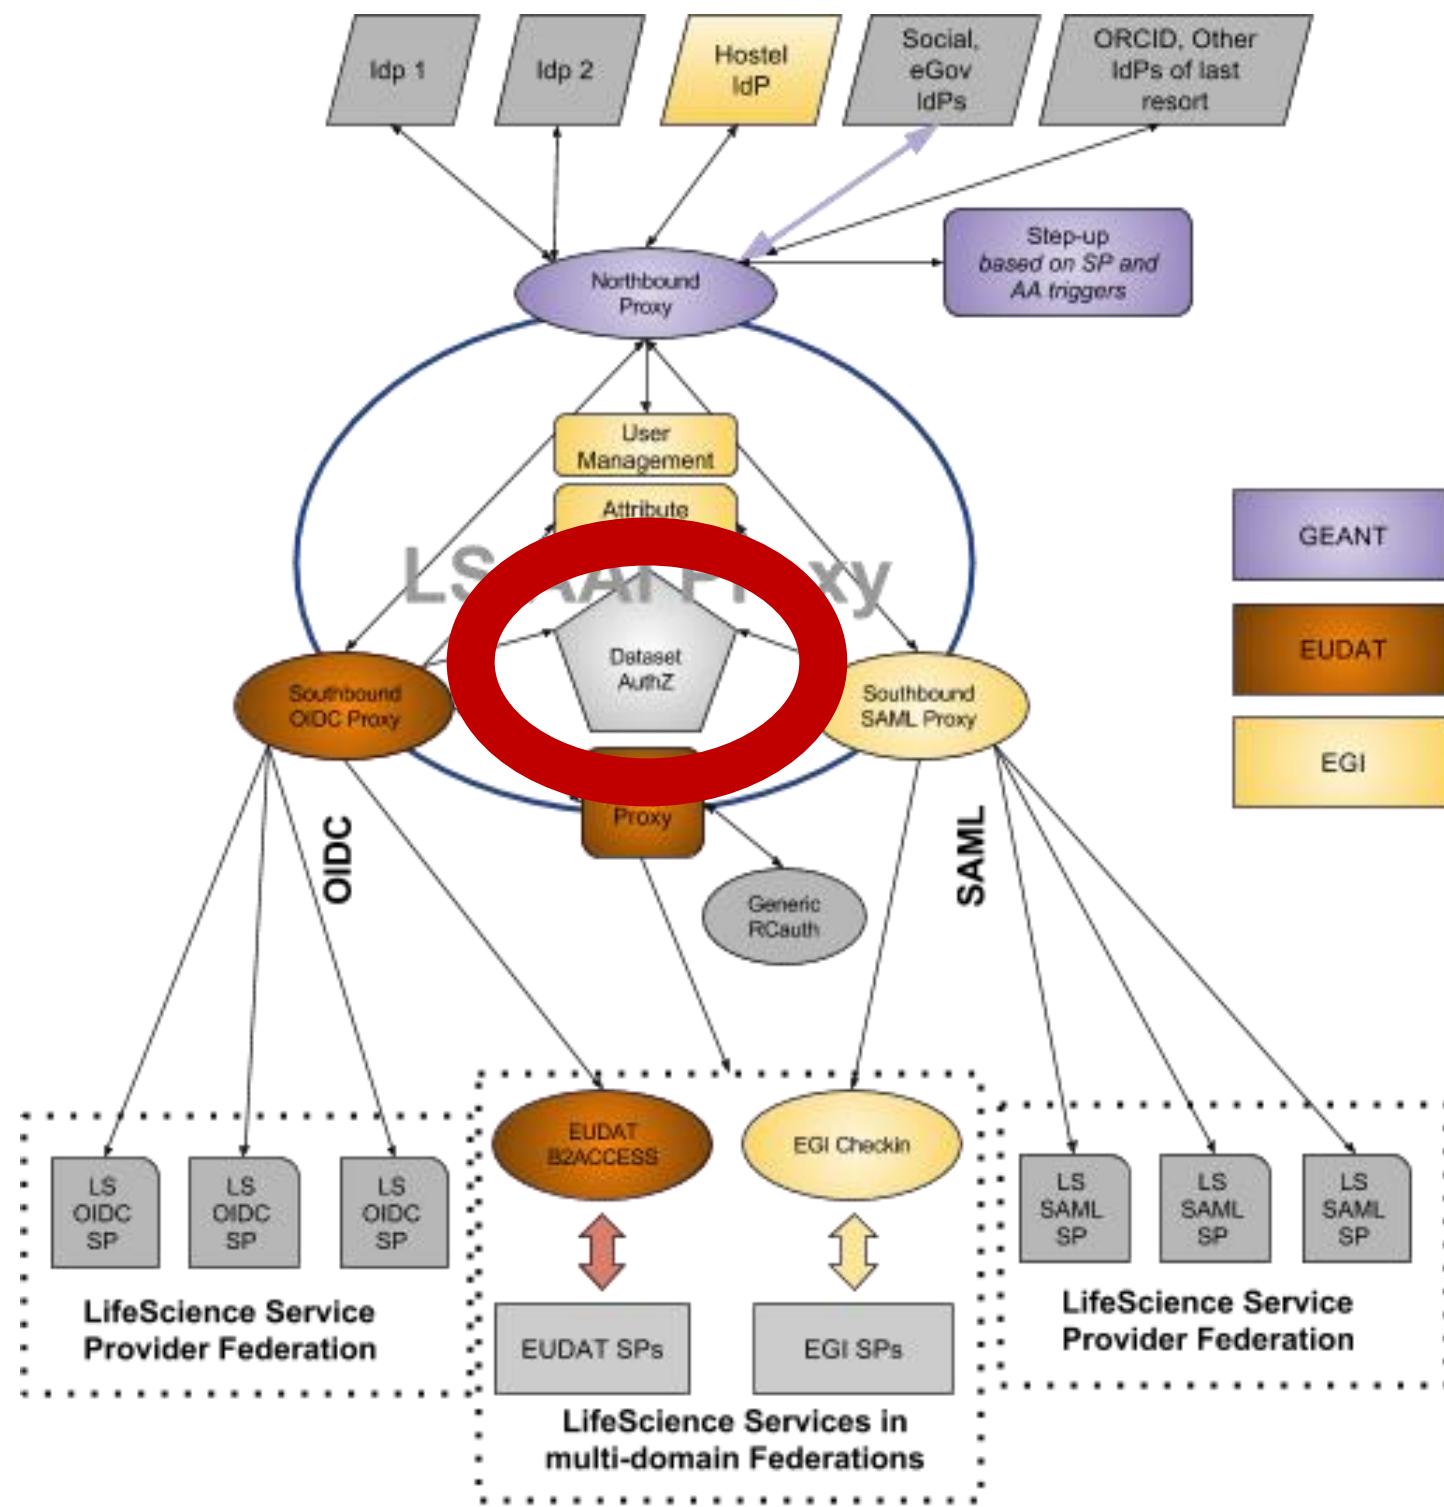 Idp 1
Idp 2
Hostel
IdP
Social,
eGov
IdPs
ORCID, Other
IdPs of last
resort
Step-up
based on SP and
AA triggers
Northbound
Proxy
User
Management
Attribute
LS AAI Proxy
GEANT
EUDAT
EGI
Dataset
AuthZ
Southbound
OIDC Proxy
Southbound
SAML Proxy
Proxy
OIDC
SAML
Generic
RCauth
EUDAT
B2ACCESS
EGI Checkin
LS
OIDC
SP
LS
OIDC
SP
LS
OIDC
SP
LS
SAML
SP
LS
SAML
SP
LS
SAML
SP
LifeScience Service
Provider Federation
EUDAT SPs
EGI SPs
LifeScience Service
Provider Federation
LifeScience Services in
multi-domain Federations